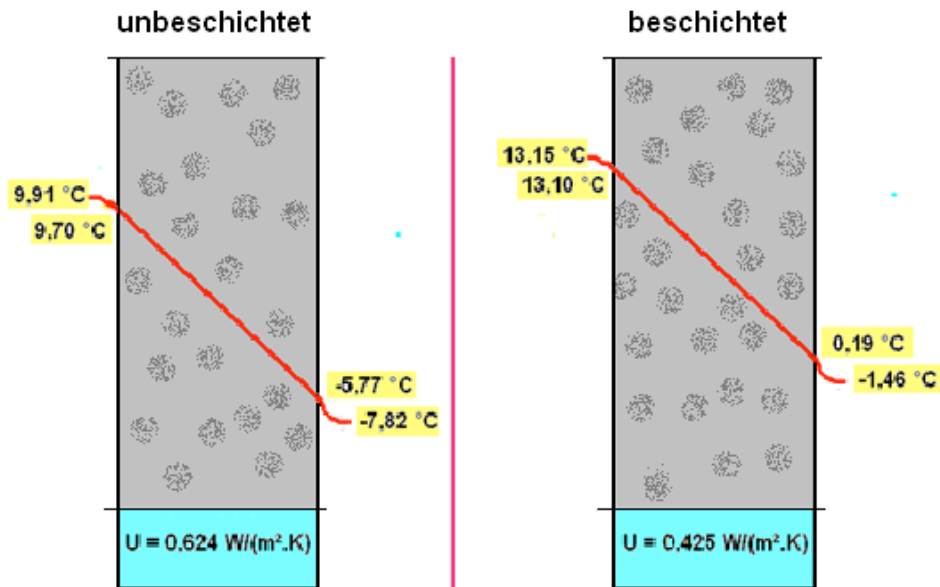 unbeschichtet
9,91 °C
9,70 °C
-5,77 °C
-7,82 °C
U = 0,624 W/(m².K)
beschichtet
13,15 °C
13,10 °C
0,19 °C
-1,46 °C
U = 0,425 W/(m².K)